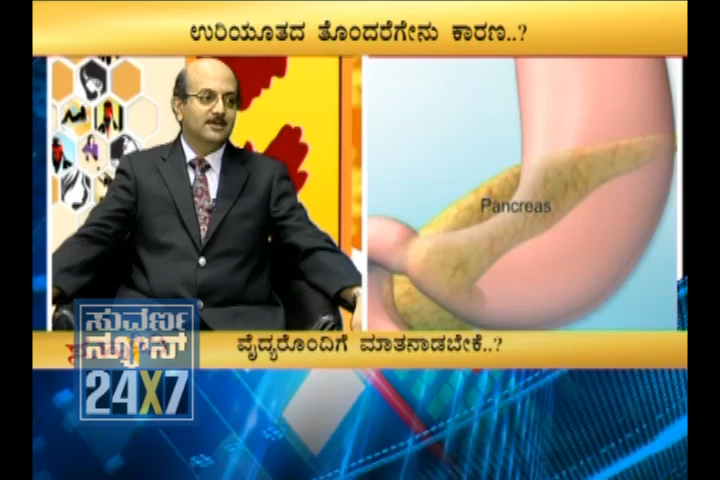 ಉರಿಯೂತದ ತೊಂದರೆಗೇನು ಕಾರಣ..?
Pancreas
ವೈದ್ಯರೊಂದಿಗೆ ಮಾತನಾಡಬೇಕೆ..?
ಸುವರ್ಣ
ನ್ಯೂಸ್
24X7